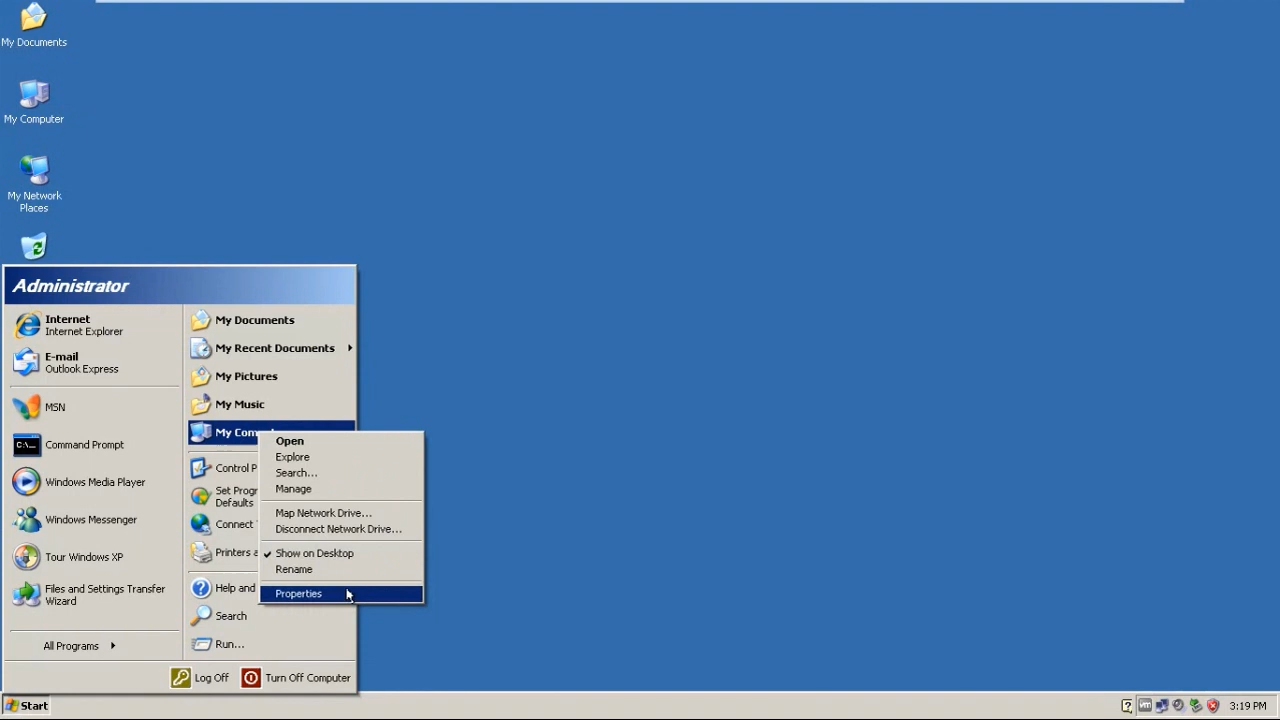 My Documents
My Computer
My Network
Places
Administrator
Internet
Internet Explorer
E-mail
Outlook Express
MSN
Command Prompt
Windows Media Player
Windows Messenger
Tour Windows XP
Files and Settings Transfer
Wizard
All Programs
My Documents
My Recent Documents
My Pictures
My Music
My Com
Control P
Set Prog
Defaults
Connect
Printers a
Help and
Search
Run...
Open
Explore
Search...
Manage
Map Network Drive...
Disconnect Network Drive...
Show on Desktop
Rename
Properties
Log Off
Turn Off Computer
Start
3:19 PM